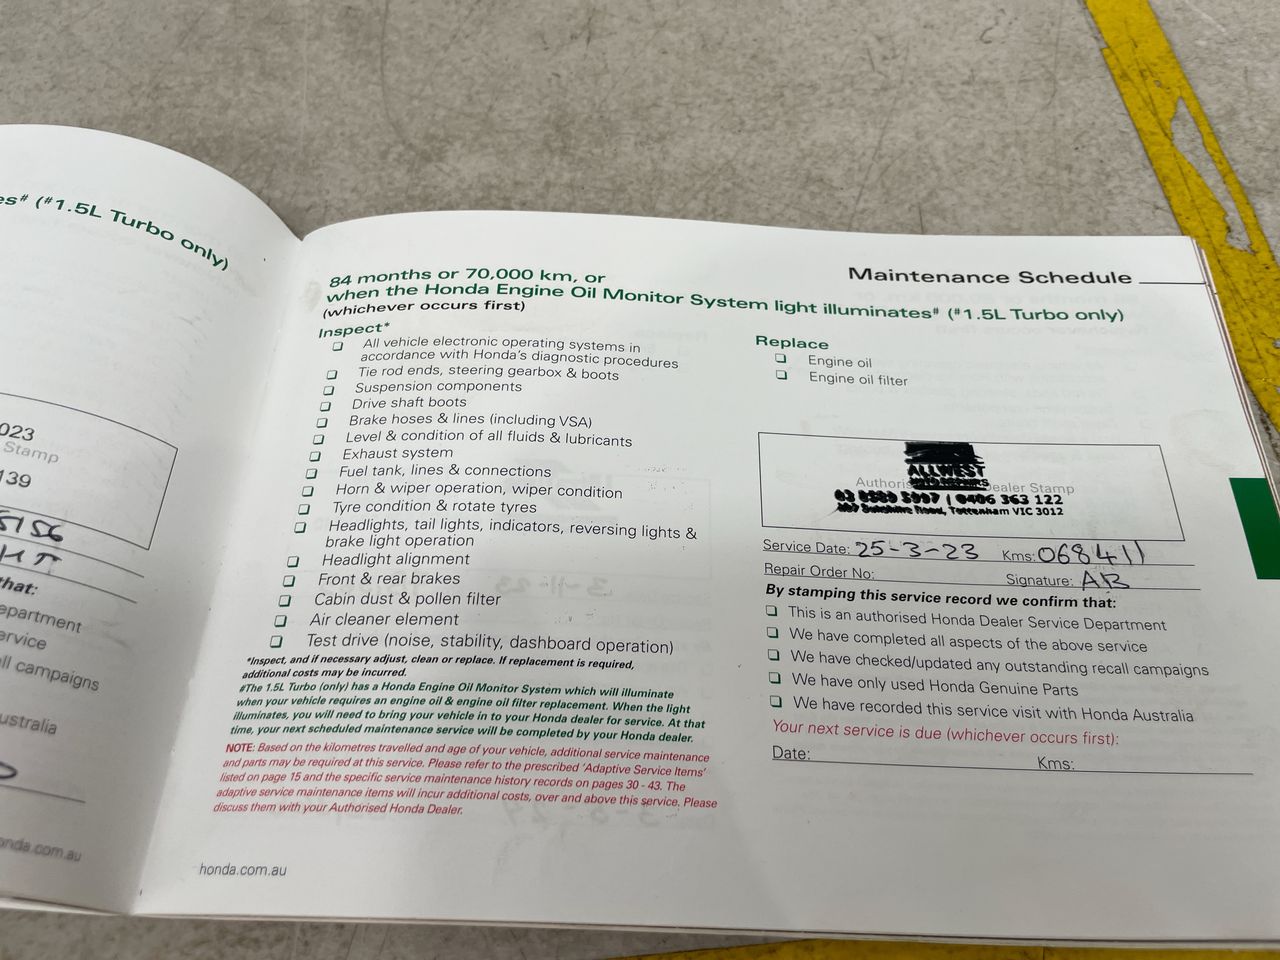 es# (#1.5L Turbo only)
023
Stamp
139
5156
that:
epartment
ervice
ll campaigns
ustralia
onda.com.au
Maintenance Schedule
84 months or 70,000 km, or
when the Honda Engine Oil Monitor System light illuminates# (#1.5L Turbo only)
(whichever occurs first)
Inspect*
All vehicle electronic operating systems in
accordance with Honda's diagnostic procedures
Tie rod ends, steering gearbox & boots
Suspension components
Drive shaft boots
Brake hoses & lines (including VSA)
Level & condition of all fluids & lubricants
Exhaust system
Fuel tank, lines & connections
Horn & wiper operation, wiper condition
Tyre condition & rotate tyres
Headlights, tail lights, indicators, reversing lights &
brake light operation
Headlight alignment
Front & rear brakes
Cabin dust & pollen filter
Air cleaner element
Test drive (noise, stability, dashboard operation)
*Inspect, and if necessary adjust, clean or replace. If replacement is required,
additional costs may be incurred.
#The 1.5L Turbo (only) has a Honda Engine Oil Monitor System which will illuminate
when your vehicle requires an engine oil & engine oil filter replacement. When the light
illuminates, you will need to bring your vehicle in to your Honda dealer for service. At that
time, your next scheduled maintenance service will be completed by your Honda dealer.
NOTE: Based on the kilometres travelled and age of your vehicle, additional service maintenance
and parts may be required at this service. Please refer to the prescribed 'Adaptive Service Items'
listed on page 15 and the specific service maintenance history records on pages 30 - 43. The
adaptive service maintenance items will incur additional costs, over and above this service. Please
discuss them with your Authorised Honda Dealer.
honda.com.au
Replace
Engine oil
Engine oil filter
ALLWEST
Authoris Dealer Stamp
| 0406 363 122
Road, Tottenham VIC 3012
Service Date: 25-3-23 Kms: 068411
Repair Order No: Signature: AB
By stamping this service record we confirm that:
This is an authorised Honda Dealer Service Department
We have completed all aspects of the above service
We have checked/updated any outstanding recall campaigns
We have only used Honda Genuine Parts
We have recorded this service visit with Honda Australia
Your next service is due (whichever occurs first):
Date: Kms: